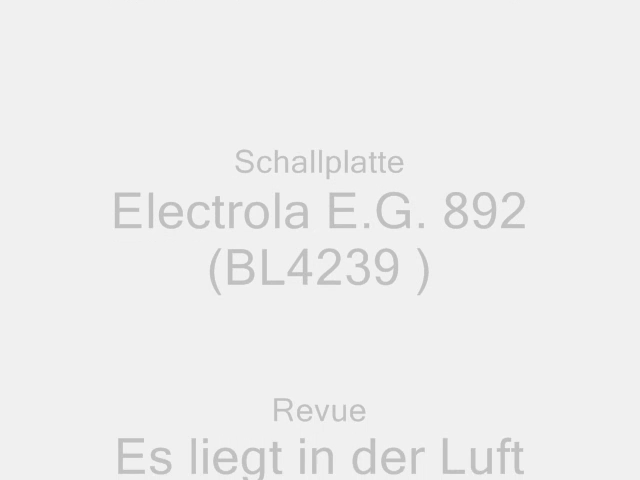 Schallplatte
Electrola E.G. 892
(BL4239 )
Revue
Es liegt in der Luft